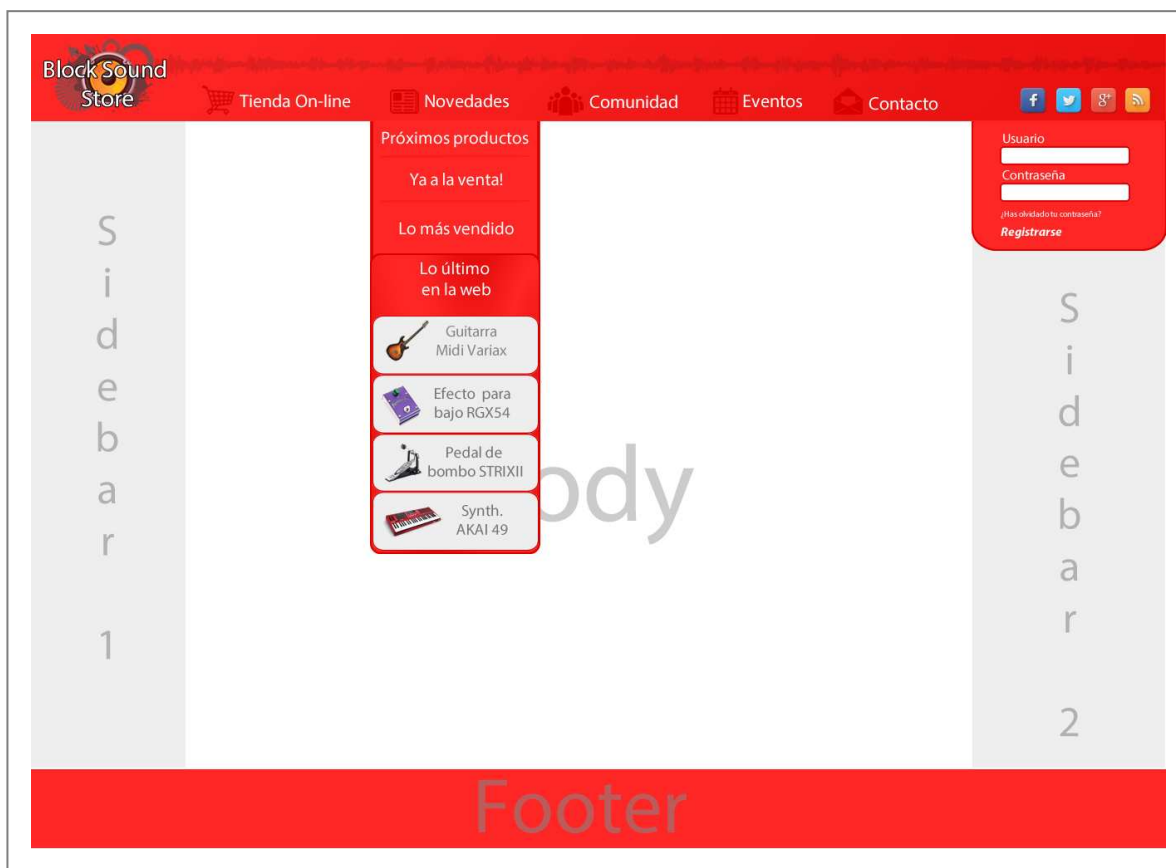 Block Sound
Store
Tienda On-line
Novedades
Comunidad
Eventos
Contacto
f
g+
Próximos productos
Ya a la venta!
Lo más vendido
Lo último
en la web
Guitarra
Midi Variax
Efecto para
bajo RGX54
Pedal de
bombo STRIXII
Synth.
AKAI 49
Usuario
Contraseña
¿Has olvidado tu contraseña?
Registrarse
S
i
d
e
b
a
r
1
ody
S
i
d
e
b
a
r
2
Footer